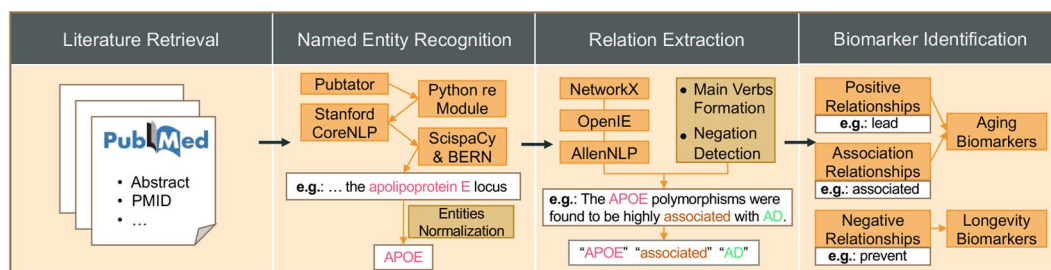 Literature Retrieval
PubMed
• Abstract
• PMID
• ...
Named Entity Recognition
Pubtator
Python re
Module
Stanford
CoreNLP
ScispaCy
& BERN
e.g.: ... the apolipoprotein E locus
Entities
Normalization
APOE
Relation Extraction
NetworkX
OpenIE
AllenNLP
• Main Verbs
Formation
• Negation
Detection
e.g.: The APOE polymorphisms were
found to be highly associated with AD.
“APOE” “associated” “AD”
Biomarker Identification
Positive
Relationships
e.g.: lead
Association
Relationships
e.g.: associated
Aging
Biomarkers
Negative
Relationships
e.g.: prevent
Longevity
Biomarkers